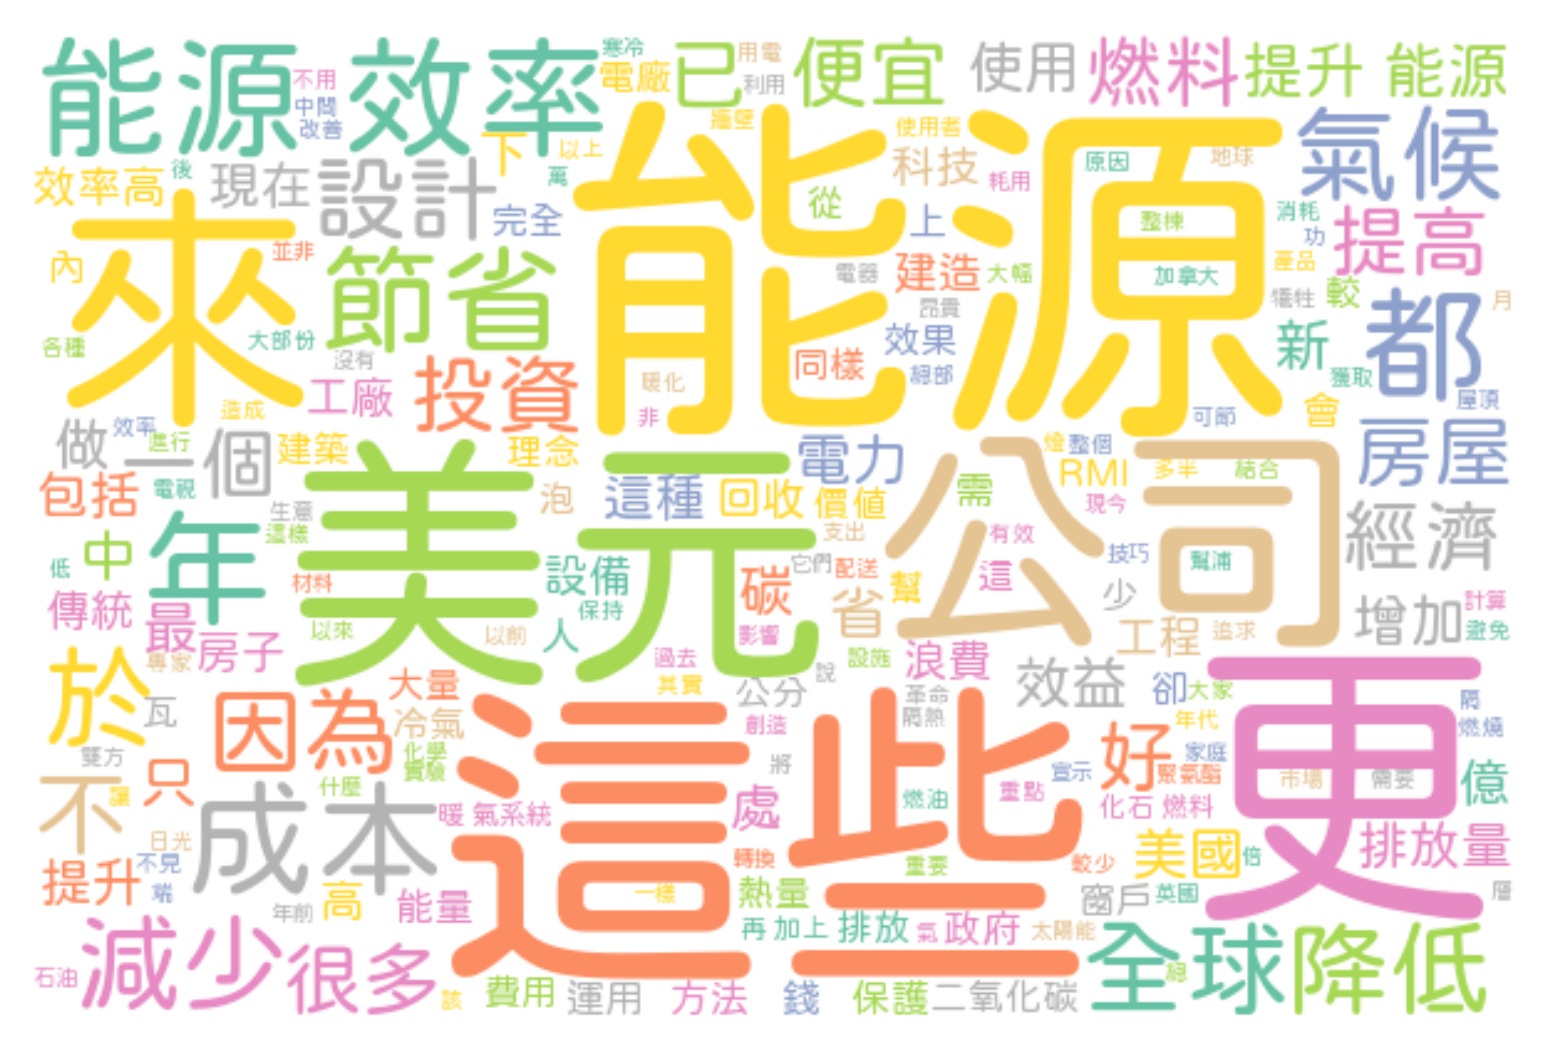 能源效率
寒冷
不用
中間
改善
電廠
已
用電
利用
便宜
使用
燃料
提升 能源
效率高
後
現在
設計
下
以上
萬
完全
能源
牆壁
從
使用者
科技
耗用
上
原因
地球
氣候
整棟
加拿大
消耗
功
產品
犧牲
較
提高
來
內
並非
節省
各種
大部份
沒有
電器
建造
大幅
昂貴
效果
同樣
暖化
非
新
都
月
獲取
屋頂
可節
會
工廠
投資
造成
做
效率
進行
一個
建築
理念
電力
燈
整個
RMI
多半
結合
現今
房屋
包括
電視
生意
這樣
泡
這種
回收
價值
支出
需
有效
公司
經濟
低
中
年
美元
材料
設備
保持
碳
它們
配送
幫
省
影響
這
技巧
少
幫浦
增加
計算
避免
傳統
最
專家
房子
以來
以前
人
過去
其實
設施
浪費
工程
追求
於
瓦
雙方
因為
大量
冷氣
化學
實驗
什麼
公分
說
創造
將
革命
隔熱
效益
卻
大家
年代
隔
燃燒
更
不
讓
只
日光
不見
成本
暖 氣系統
這些
處
轉換
燃油
重要
宣示
重點
好
家庭
聚氨酯
化石 燃料
較少
市場
需要
億
提升
端
年前
高
能量
一樣
熱量
再 加上
排放
氣
政府
太陽能
窗戶
美國
倍
英國
排放量
層
石油
減少
很多
該
費用
運用
方法
錢
保護
二氧化碳
全球
降低